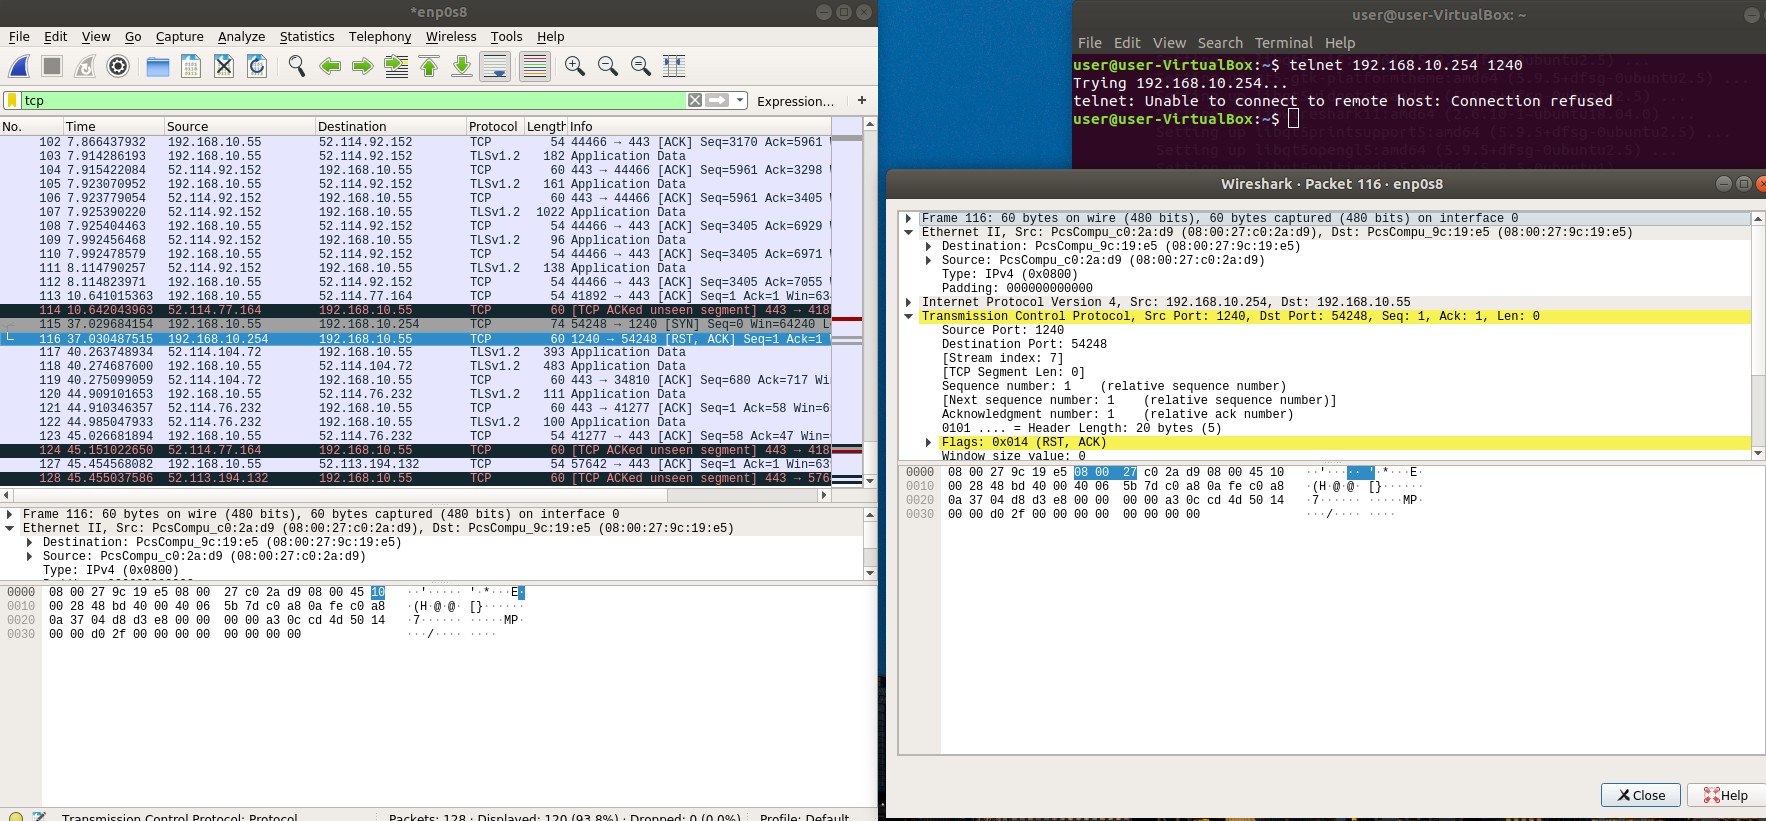 *enp0s8
File Edit View Go Capture Analyze Statistics Telephony Wireless Tools Help
tcp
Expression… +
No. Time Source Destination Protocol Length Info
102 7.866437932 192.168.10.55 52.114.92.152 TCP 54 44466 → 443 [ACK] Seq=3170 Ack=5961
103 7.914286193 192.168.10.55 52.114.92.152 TLSv1.2 182 Application Data
104 7.915422084 52.114.92.152 192.168.10.55 TCP 60 443 → 44466 [ACK] Seq=5961 Ack=3298
105 7.923070952 192.168.10.55 52.114.92.152 TLSv1.2 161 Application Data
106 7.923779054 52.114.92.152 192.168.10.55 TCP 60 443 → 44466 [ACK] Seq=5961 Ack=3405
107 7.925390220 52.114.92.152 192.168.10.55 TLSv1.2 1022 Application Data
108 7.925404463 192.168.10.55 52.114.92.152 TCP 54 44466 → 443 [ACK] Seq=3405 Ack=6929
109 7.992456468 52.114.92.152 192.168.10.55 TLSv1.2 96 Application Data
110 7.992478579 192.168.10.55 52.114.92.152 TCP 54 44466 → 443 [ACK] Seq=3405 Ack=6971
111 8.114790257 52.114.92.152 192.168.10.55 TLSv1.2 138 Application Data
112 8.114823971 192.168.10.55 52.114.92.152 TCP 54 44466 → 443 [ACK] Seq=3405 Ack=7055
113 10.641015363 192.168.10.55 52.114.77.164 TCP 54 41892 → 443 [ACK] Seq=1 Ack=1 Win=63
114 10.642043963 52.114.77.164 192.168.10.55 TCP 60 [TCP ACKed unseen segment] 443 → 418
115 37.029684154 192.168.10.55 192.168.10.254 TCP 74 54248 → 1240 [SYN] Seq=0 Win=64240 L
116 37.030487515 192.168.10.254 192.168.10.55 TCP 60 1240 → 54248 [RST, ACK] Seq=1 Ack=1
117 40.263748934 192.168.10.55 52.114.104.72 TLSv1.2 393 Application Data
118 40.274687600 192.168.10.55 52.114.104.72 TLSv1.2 483 Application Data
119 40.275099059 52.114.104.72 192.168.10.55 TCP 60 443 → 34810 [ACK] Seq=680 Ack=717 Wi
120 44.909101653 192.168.10.55 52.114.76.232 TLSv1.2 111 Application Data
121 44.910346357 52.114.76.232 192.168.10.55 TCP 60 443 → 41277 [ACK] Seq=1 Ack=58 Win=6
122 44.985047933 52.114.76.232 192.168.10.55 TLSv1.2 100 Application Data
123 45.026681894 192.168.10.55 52.114.76.232 TCP 54 41277 → 443 [ACK] Seq=58 Ack=47 Win=
124 45.151022650 52.114.77.164 192.168.10.55 TCP 60 [TCP ACKed unseen segment] 443 → 418
127 45.454568082 192.168.10.55 52.113.194.132 TCP 54 57642 → 443 [ACK] Seq=1 Ack=1 Win=63
128 45.455037586 52.113.194.132 192.168.10.55 TCP 60 [TCP ACKed unseen segment] 443 → 576
Frame 116: 60 bytes on wire (480 bits), 60 bytes captured (480 bits) on interface 0
Ethernet II, Src: PcsCompu_c0:2a:d9 (08:00:27:c0:2a:d9), Dst: PcsCompu_9c:19:e5 (08:00:27:9c:19:e5)
Destination: PcsCompu_9c:19:e5 (08:00:27:9c:19:e5)
Source: PcsCompu_c0:2a:d9 (08:00:27:c0:2a:d9)
Type: IPv4 (0x0800)
0000 08 00 27 9c 19 e5 08 00 27 c0 2a d9 08 00 45 10 ··'····· '·*···E·
0010 00 28 48 bd 40 00 40 06 5b 7d c0 a8 0a fe c0 a8 ·(H·@·@· [}······
0020 0a 37 04 d8 d3 e8 00 00 00 00 a3 0c cd 4d 50 14 ·7······ ·····MP·
0030 00 00 d0 2f 00 00 00 00 00 00 00 00 ···/···· ····
Transmission Control Protocol: Protocol
Packets: 128 · Displayed: 120 (93.8%) · Dropped: 0 (0.0%) Profile: Default
user@user-VirtualBox: ~
File Edit View Search Terminal Help
user@user-VirtualBox:~$ telnet 192.168.10.254 1240
Trying 192.168.10.254...
telnet: Unable to connect to remote host: Connection refused
user@user-VirtualBox:~$
Wireshark · Packet 116 · enp0s8
Frame 116: 60 bytes on wire (480 bits), 60 bytes captured (480 bits) on interface 0
Ethernet II, Src: PcsCompu_c0:2a:d9 (08:00:27:c0:2a:d9), Dst: PcsCompu_9c:19:e5 (08:00:27:9c:19:e5)
Destination: PcsCompu_9c:19:e5 (08:00:27:9c:19:e5)
Source: PcsCompu_c0:2a:d9 (08:00:27:c0:2a:d9)
Type: IPv4 (0x0800)
Padding: 000000000000
Internet Protocol Version 4, Src: 192.168.10.254, Dst: 192.168.10.55
Transmission Control Protocol, Src Port: 1240, Dst Port: 54248, Seq: 1, Ack: 1, Len: 0
Source Port: 1240
Destination Port: 54248
[Stream index: 7]
[TCP Segment Len: 0]
Sequence number: 1 (relative sequence number)
[Next sequence number: 1 (relative sequence number)]
Acknowledgment number: 1 (relative ack number)
0101 .... = Header Length: 20 bytes (5)
Flags: 0x014 (RST, ACK)
Window size value: 0
0000 08 00 27 9c 19 e5 08 00 27 c0 2a d9 08 00 45 10 ··'····· '·*···E·
0010 00 28 48 bd 40 00 40 06 5b 7d c0 a8 0a fe c0 a8 ·(H·@·@· [}······
0020 0a 37 04 d8 d3 e8 00 00 00 00 a3 0c cd 4d 50 14 ·7······ ·····MP·
0030 00 00 d0 2f 00 00 00 00 00 00 00 00 ···/···· ····
Close Help